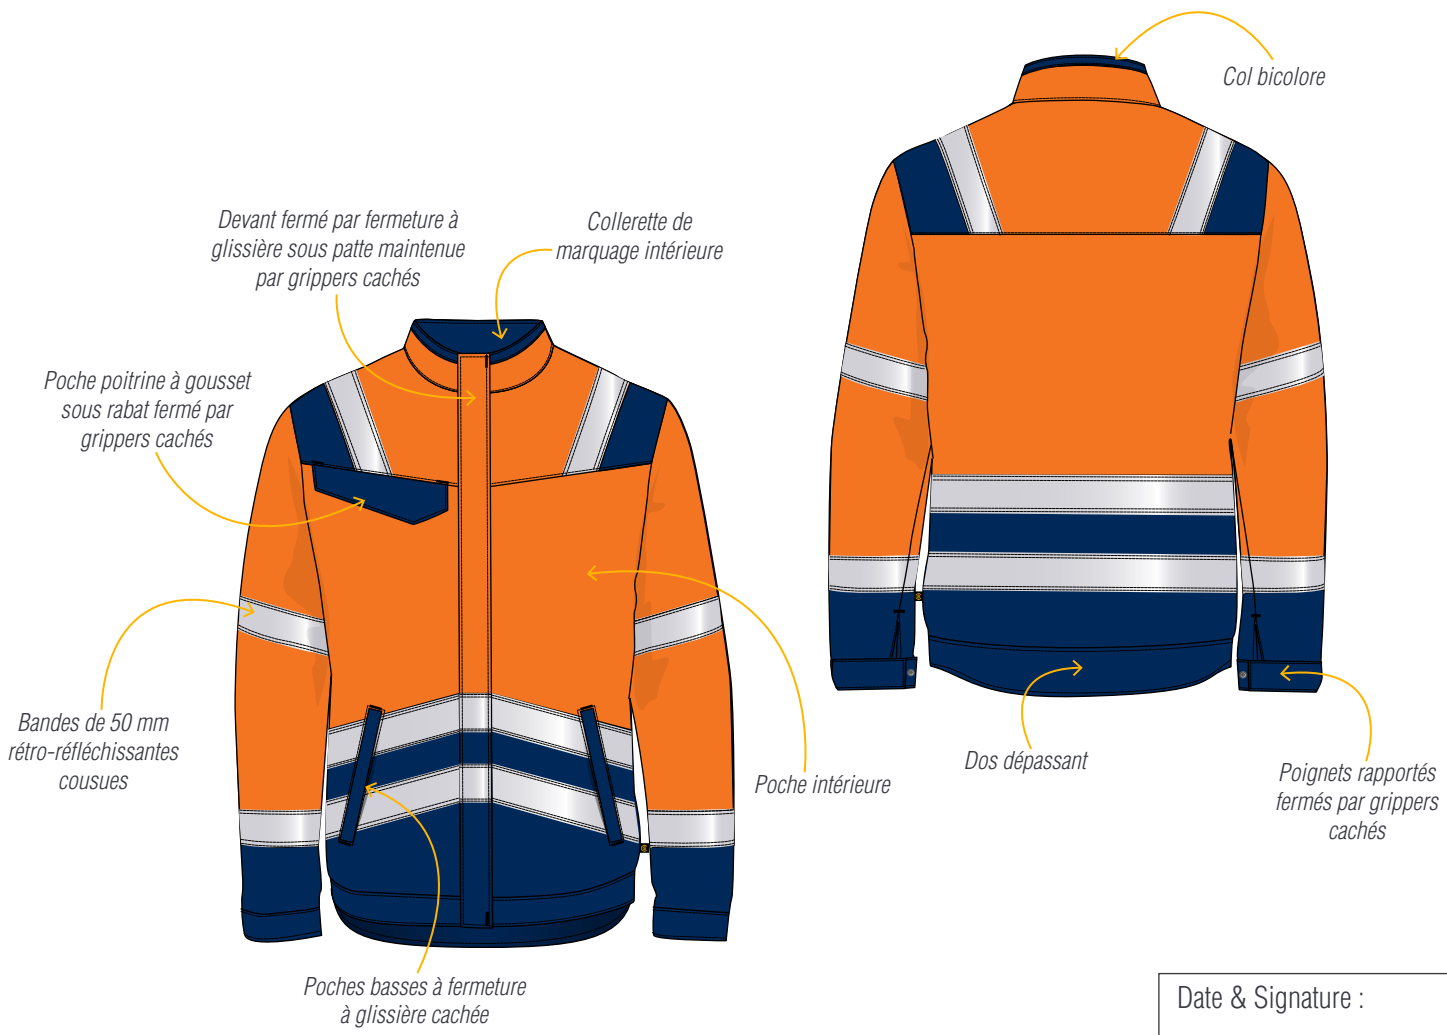 Col bicolore
Devant fermé par fermeture à
glissière sous patte maintenue
par grippers cachés
Collerette de
marquage intérieure
Poche poitrine à gousset
sous rabat fermé par
grippers cachés
Bandes de 50 mm
rétro-réfléchissantes
cousues
Poche intérieure
Dos dépassant
Poignets rapportés
fermés par grippers
cachés
Poches basses à fermeture
à glissière cachée
Date & Signature :